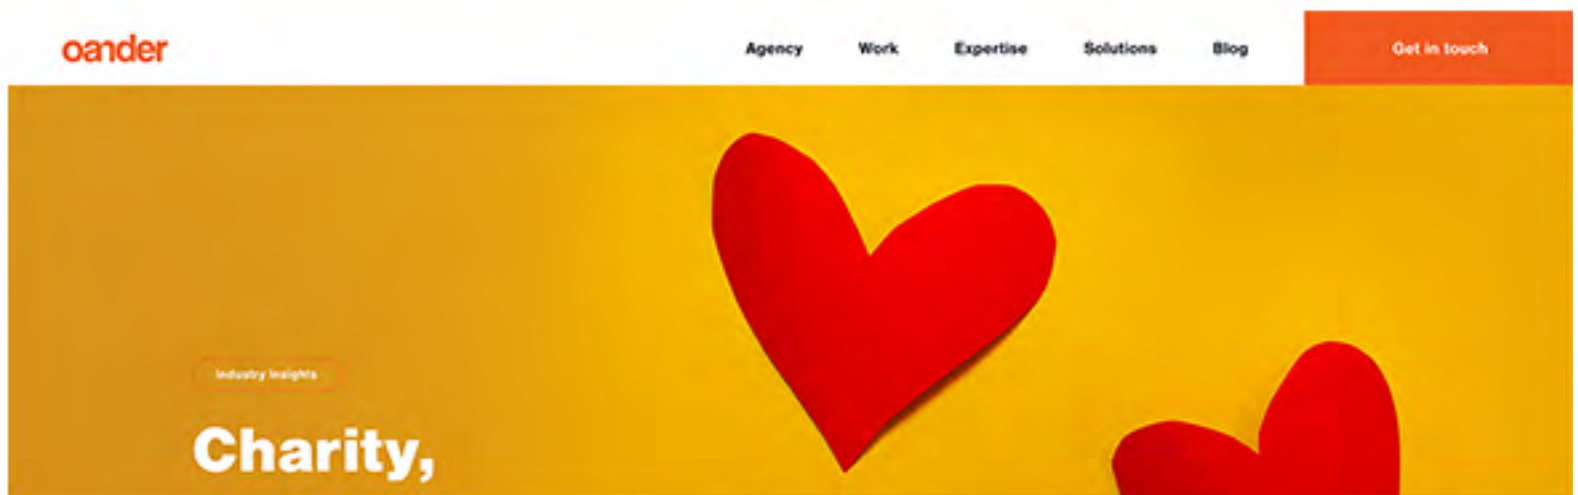 oander
Agency Work Expertise Solutions Blog Get in touch
Industry Insights
Charity,